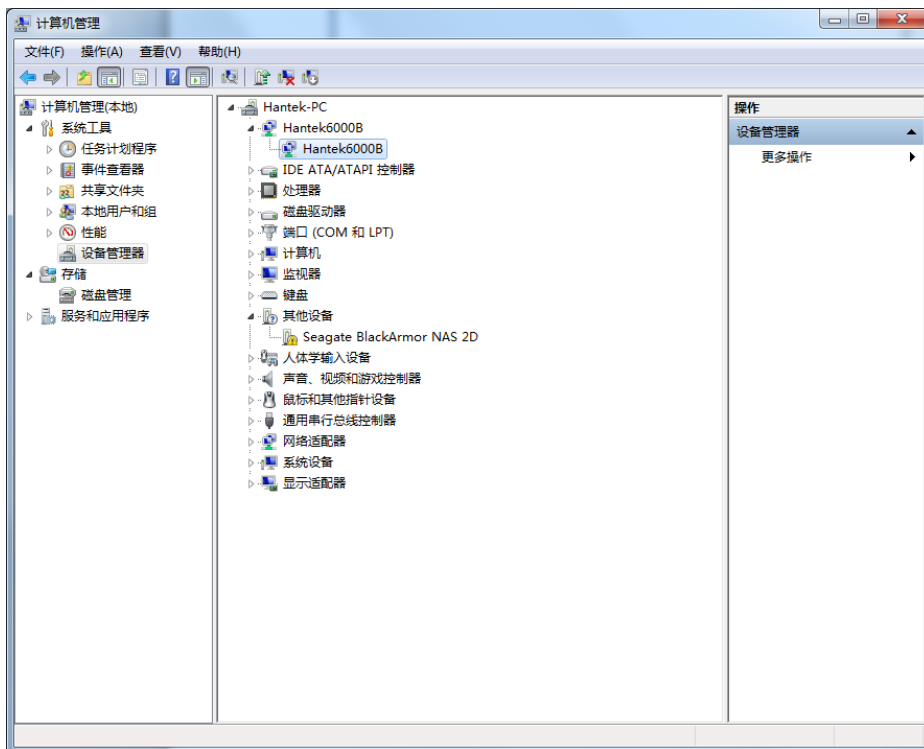 计算机管理
文件(F) 操作(A) 查看(V) 帮助(H)
计算机管理(本地)
系统工具
任务计划程序
事件查看器
共享文件夹
本地用户和组
性能
设备管理器
存储
磁盘管理
服务和应用程序
Hantek-PC
Hantek6000B
Hantek6000B
IDE ATA/ATAPI 控制器
处理器
磁盘驱动器
端口 (COM 和 LPT)
计算机
监视器
键盘
其他设备
Seagate BlackArmor NAS 2D
人体学输入设备
声音、视频和游戏控制器
鼠标和其他指针设备
通用串行总线控制器
网络适配器
系统设备
显示适配器
操作
设备管理器
更多操作